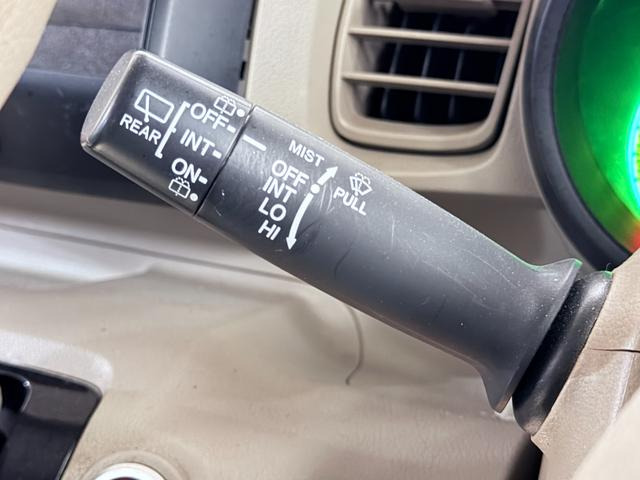 REAR
OFF
INT
ON
MIST
OFF
INT
LO
HI
PULL